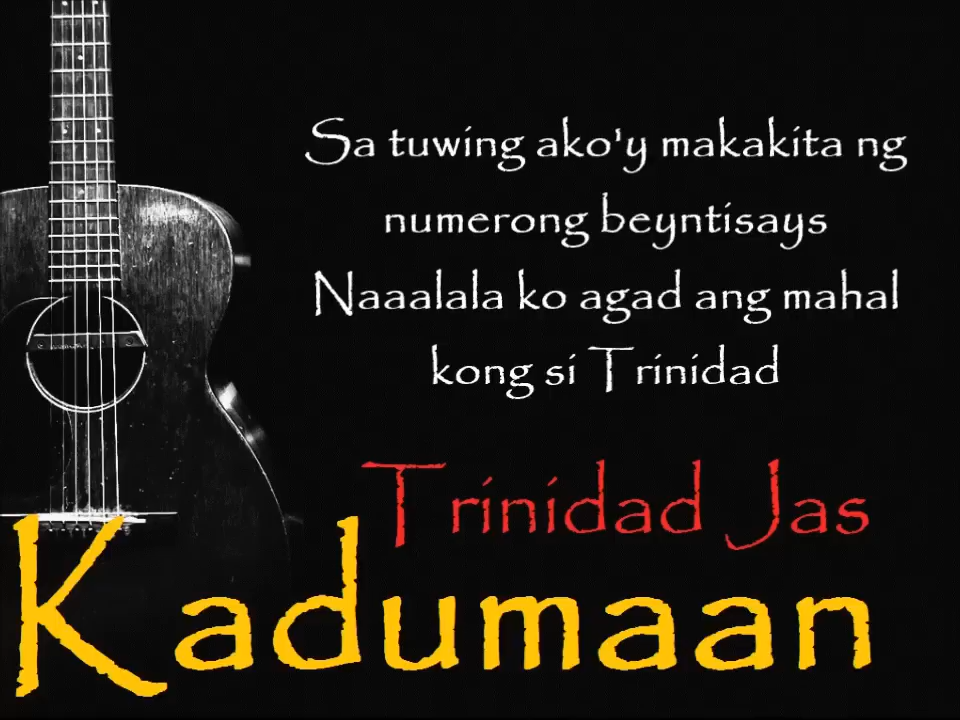 Sa tuwing ako'y makakita ng
numerong beyntisays
Naaalala ko agad ang mahal
kong si Trinidad
Trinidad Jas
Kadumaan